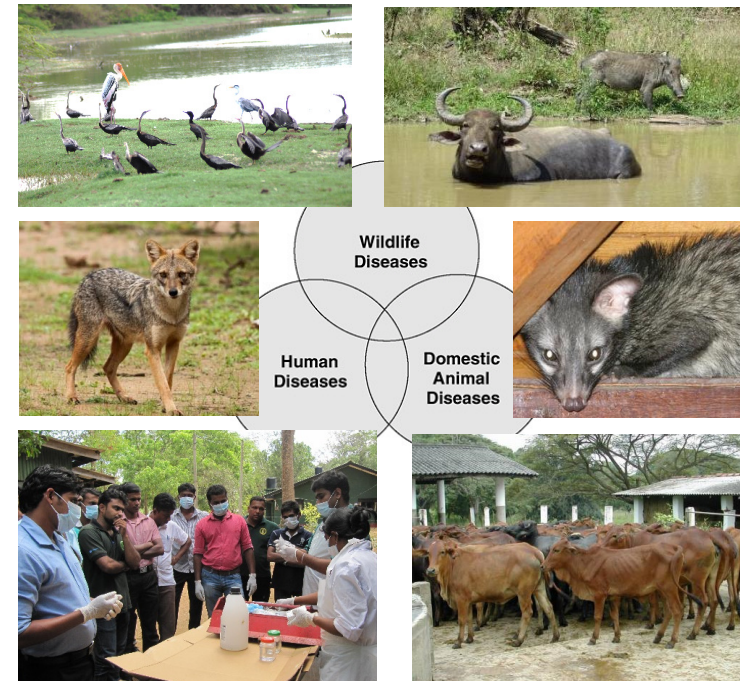 Wildlife
Diseases
Human
Diseases
Domestic
Animal
Diseases